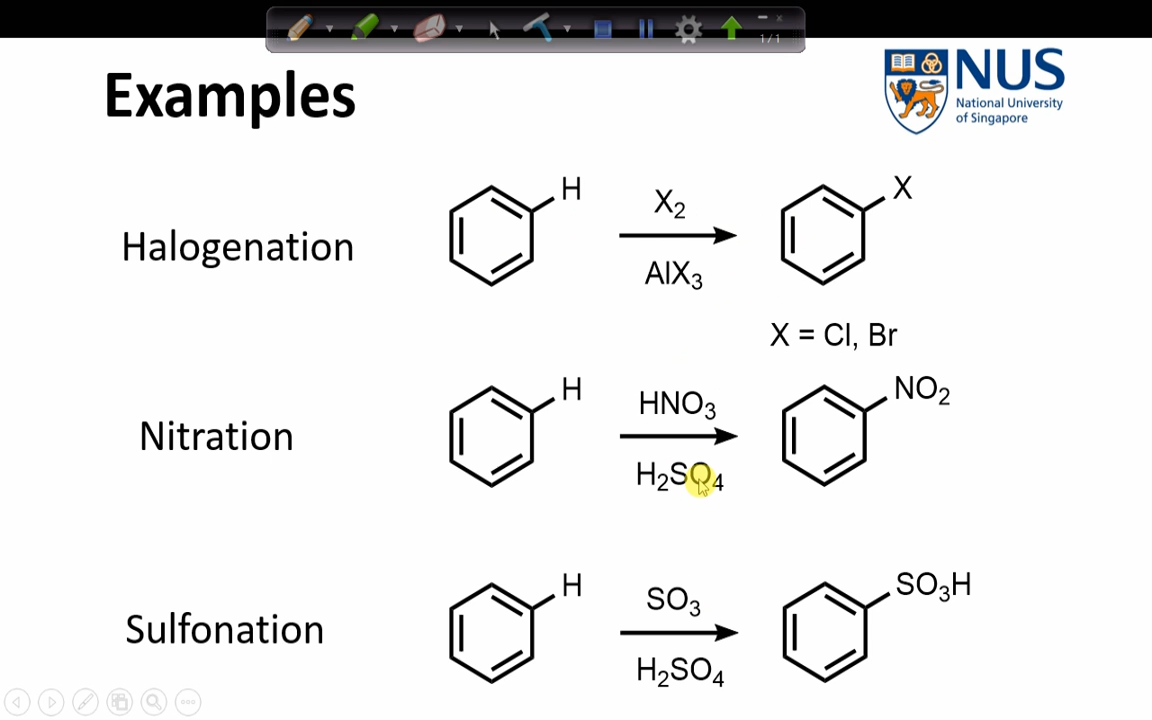 1/1
Examples
NUS
National University
of Singapore
Halogenation
H
X₂
AlX₃
X
X = Cl, Br
Nitration
H
HNO₃
H₂SO₄
NO₂
Sulfonation
H
SO₃
H₂SO₄
SO₃H